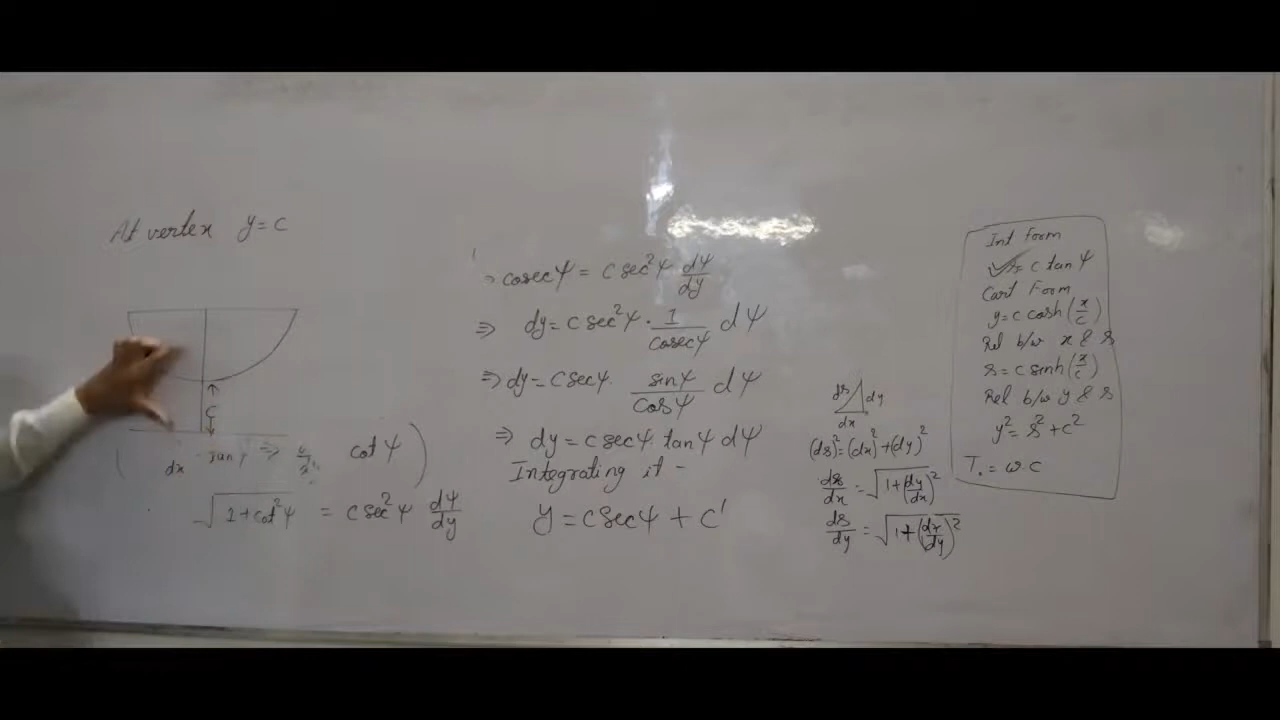 At vertex y = c
c
dx tan ψ ⇒ cot ψ )
√(1+cot²ψ) = c sec²ψ dψ/dy
cosec ψ = c sec²ψ dψ/dy
⇒ dy = c sec²ψ · 1/cosec ψ dψ
⇒ dy = c sec ψ · sin ψ/cos ψ dψ
⇒ dy = c sec ψ · tan ψ dψ
Integrating it -
y = c sec ψ + c'
ds dy
dx
(ds)² = (dx)² + (dy)²
ds/dx = √(1+(dy/dx)²)
ds/dy = √(1+(dx/dy)²)
Int Form
s = c tan ψ
Cart Form
y = c cosh(x/c)
Rel b/w x & s
s = c sinh(x/c)
Rel b/w y & s
y² = s² + c²
T₀ = ω c